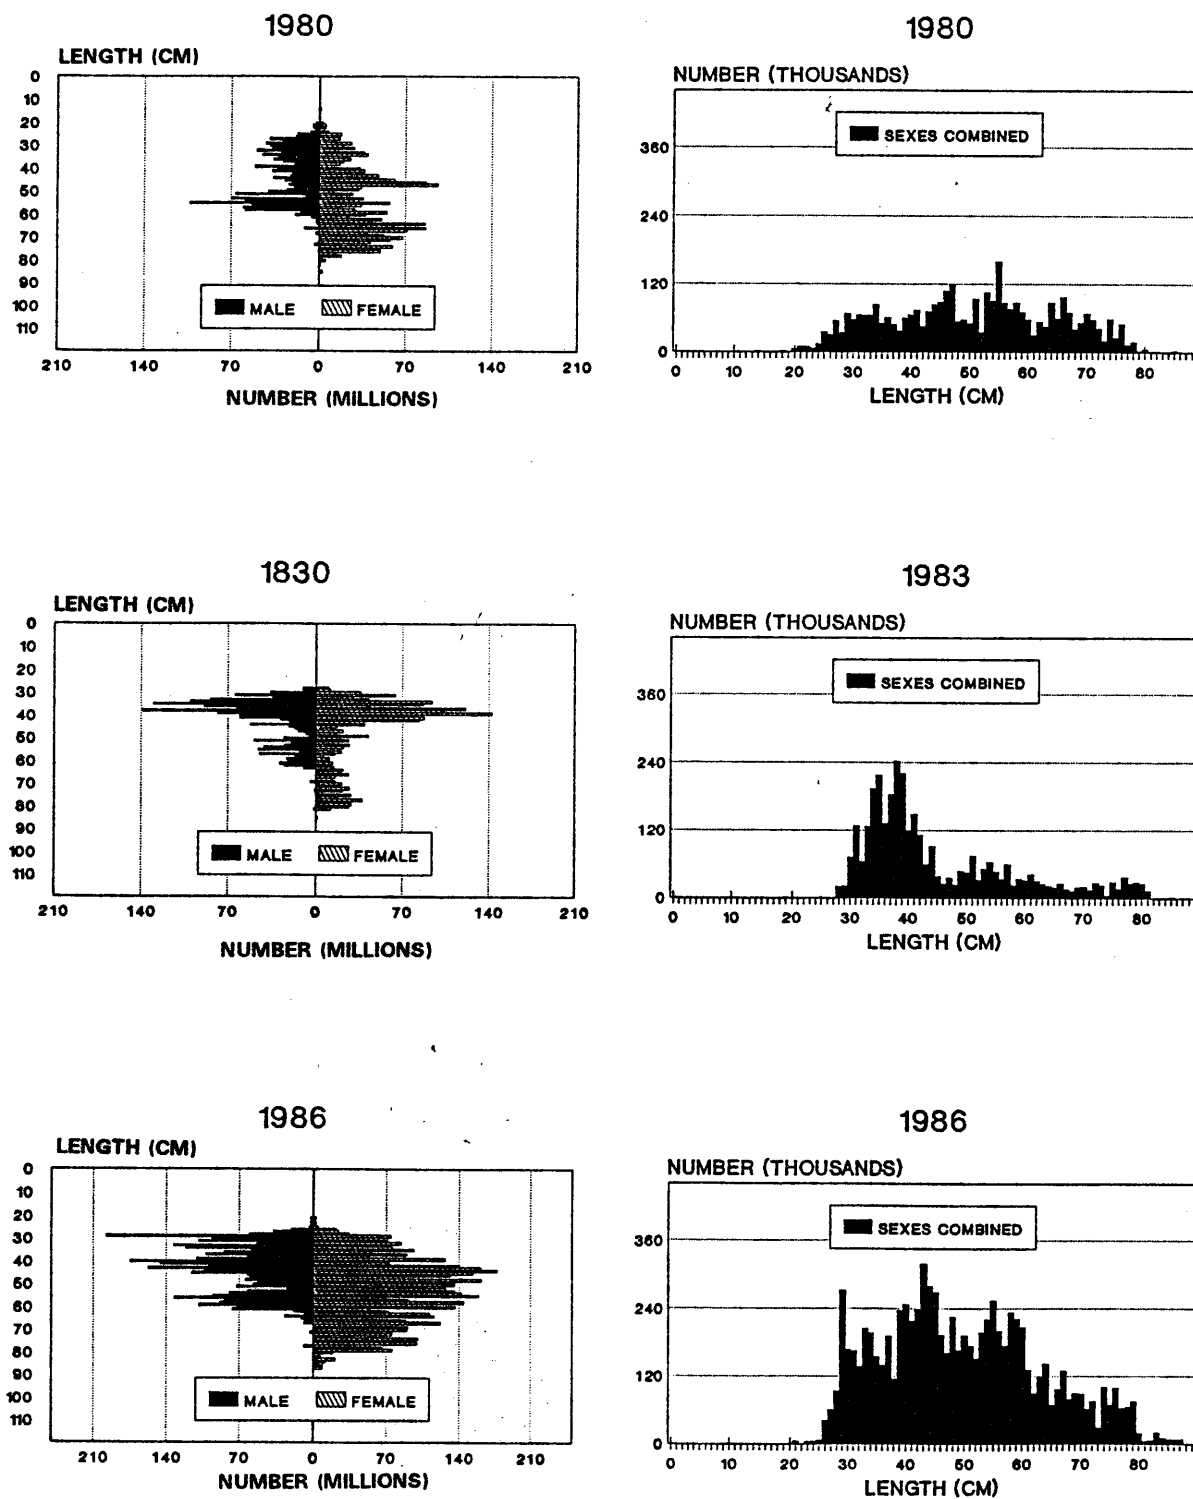 1980
LENGTH (CM)
0
10
20
30
40
50
60
70
80
90
100
110
MALE FEMALE
210 140 70 0 70 140 210
NUMBER (MILLIONS)
1980
NUMBER (THOUSANDS)
SEXES COMBINED
360
240
120
0
0 10 20 30 40 50 60 70 80
LENGTH (CM)
1830
LENGTH (CM)
0
10
20
30
40
50
60
70
80
90
100
110
MALE FEMALE
210 140 70 0 70 140 210
NUMBER (MILLIONS)
1983
NUMBER (THOUSANDS)
SEXES COMBINED
360
240
120
0
0 10 20 30 40 50 60 70 80
LENGTH (CM)
1986
LENGTH (CM)
0
10
20
30
40
50
60
70
80
90
100
110
MALE FEMALE
210 140 70 0 70 140 210
NUMBER (MILLIONS)
1986
NUMBER (THOUSANDS)
SEXES COMBINED
360
240
120
0
0 10 20 30 40 50 60 70 80
LENGTH (CM)